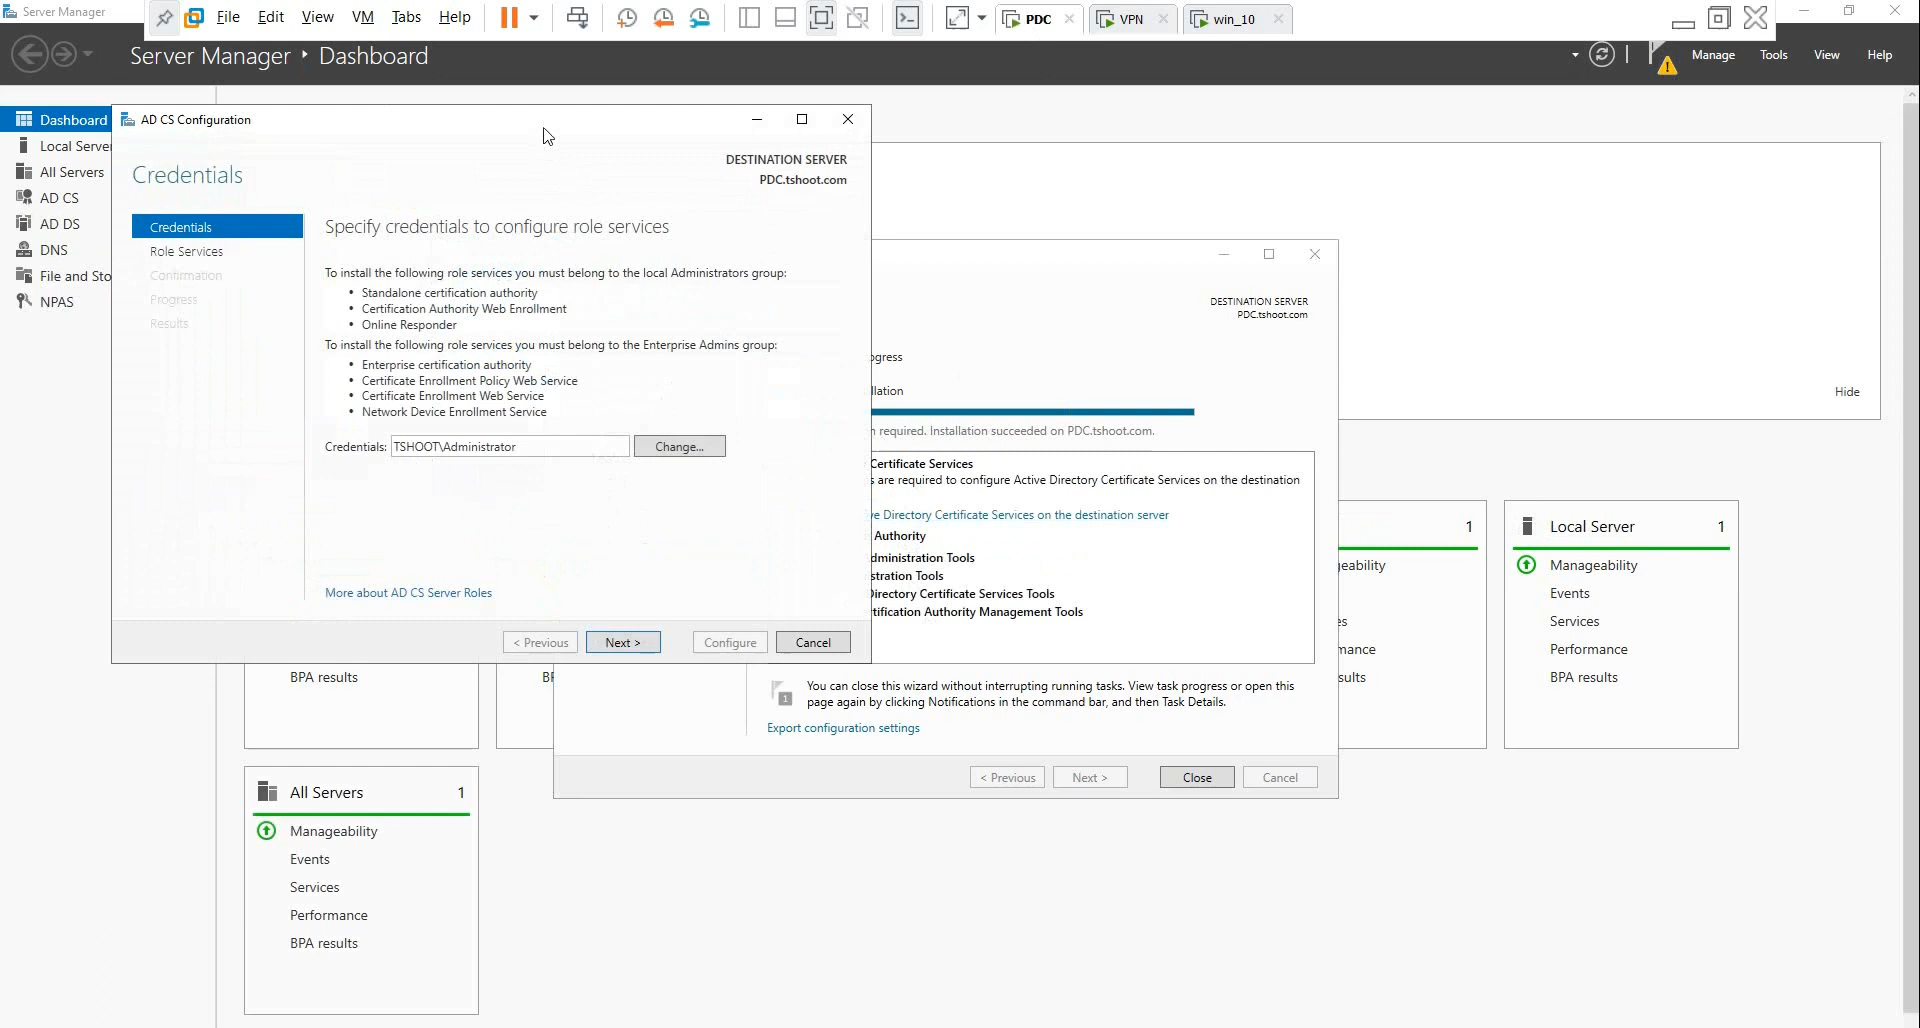 Server Manager
File Edit View VM Tabs Help
PDC
VPN
win_10
Server Manager ‣ Dashboard
Manage Tools View Help
Dashboard
Local Server
All Servers
AD CS
AD DS
DNS
File and Sto
NPAS
AD CS Configuration
Credentials
DESTINATION SERVER
PDC.tshoot.com
Credentials
Role Services
Confirmation
Progress
Results
Specify credentials to configure role services
To install the following role services you must belong to the local Administrators group:
• Standalone certification authority
• Certification Authority Web Enrollment
• Online Responder
To install the following role services you must belong to the Enterprise Admins group:
• Enterprise certification authority
• Certificate Enrollment Policy Web Service
• Certificate Enrollment Web Service
• Network Device Enrollment Service
Credentials: TSHOOT\Administrator Change...
More about AD CS Server Roles
< Previous Next > Configure Cancel
DESTINATION SERVER
PDC.tshoot.com
ogress
llation
n required. Installation succeeded on PDC.tshoot.com.
Certificate Services
s are required to configure Active Directory Certificate Services on the destination
ve Directory Certificate Services on the destination server
Authority
dministration Tools
stration Tools
Directory Certificate Services Tools
rtification Authority Management Tools
1
You can close this wizard without interrupting running tasks. View task progress or open this
page again by clicking Notifications in the command bar, and then Task Details.
Export configuration settings
< Previous Next > Close Cancel
Hide
1
eability
es
mance
sults
Local Server 1
Manageability
Events
Services
Performance
BPA results
BPA results
BP
All Servers 1
Manageability
Events
Services
Performance
BPA results